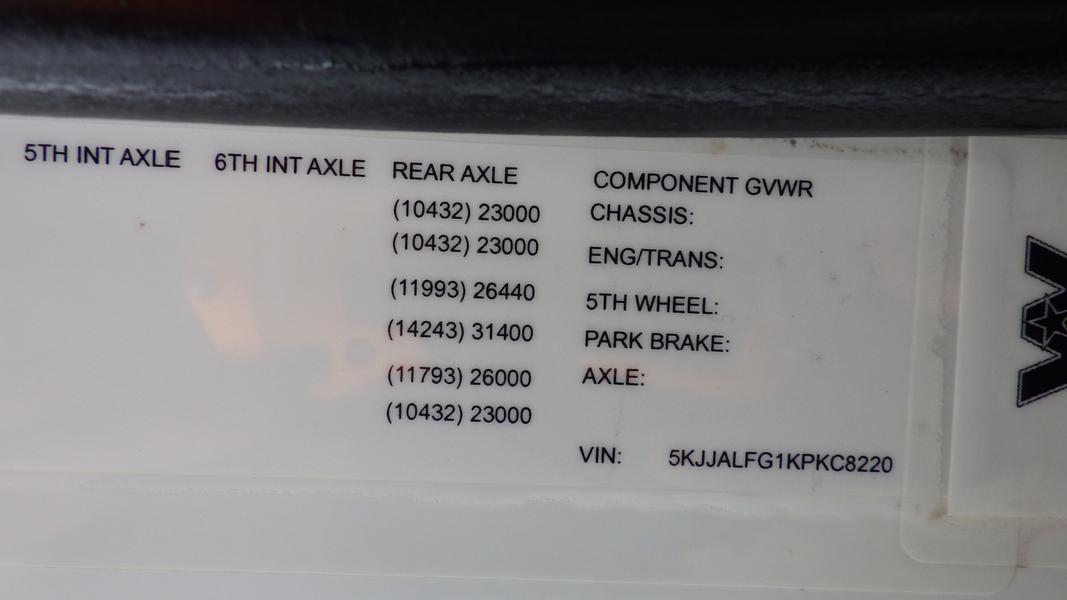 5TH INT AXLE 6TH INT AXLE REAR AXLE COMPONENT GVWR
(10432) 23000 CHASSIS:
(10432) 23000 ENG/TRANS:
(11993) 26440 5TH WHEEL:
(14243) 31400 PARK BRAKE:
(11793) 26000 AXLE:
(10432) 23000
VIN: 5KJJALFG1KPKC8220